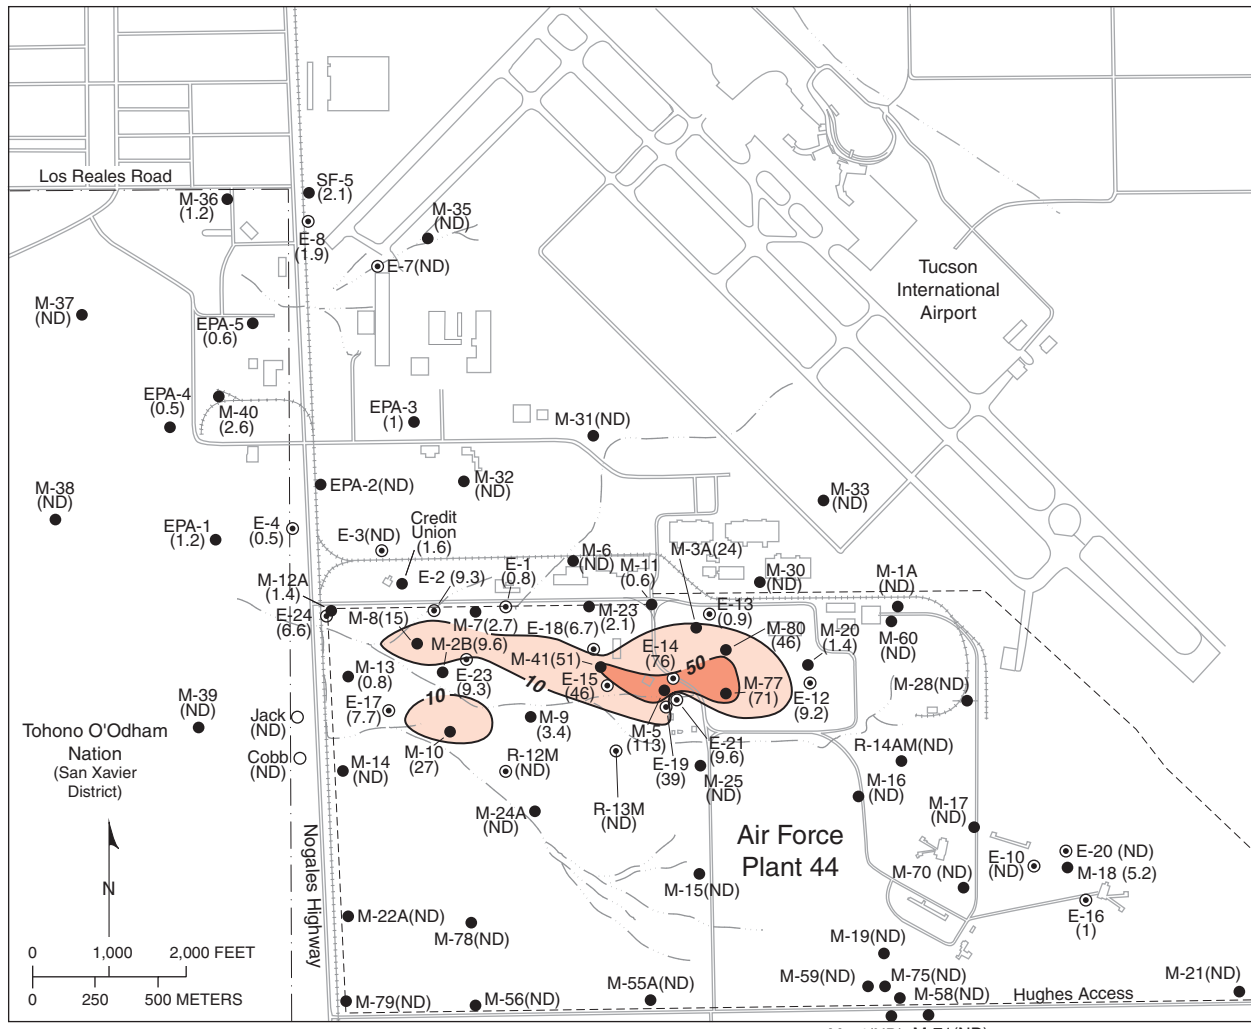 Los Reales Road
M-36
(1.2)
SF-5
(2.1)
E-8
(1.9)
M-35
(ND)
E-7(ND)
M-37
(ND)
EPA-5
(0.6)
Tucson
International
Airport
EPA-4
(0.5)
M-40
(2.6)
EPA-3
(1)
M-31(ND)
M-38
(ND)
EPA-2(ND)
M-32
(ND)
M-33
(ND)
EPA-1
(1.2)
E-4
(0.5)
E-3(ND)
Credit
Union
(1.6)
M-6
(ND)
M-3A(24)
M-11
(0.6)
M-30
(ND)
M-1A
(ND)
M-12A
(1.4)
E-2 (9.3)
E-1
(0.8)
E-24
(6.6)
M-8(15)
M-7(2.7)
M-23
(2.1)
E-13
(0.9)
M-60
(ND)
M-2B(9.6)
E-18(6.7)
E-14
(76)
M-80
(46)
M-20
(1.4)
M-41(51)
50
M-13
(0.8)
E-23
(9.3)
10
10
E-15
(46)
M-77
(71)
E-12
(9.2)
M-28(ND)
M-39
(ND)
E-17
(7.7)
Jack
(ND)
M-9
(3.4)
M-5
(113)
E-21
(9.6)
Tohono O'Odham
Nation
(San Xavier
District)
Cobb
(ND)
M-14
(ND)
M-10
(27)
R-12M
(ND)
E-19
(39)
M-25
(ND)
R-14AM(ND)
M-16
(ND)
R-13M
(ND)
M-24A
(ND)
M-17
(ND)
Air Force
Plant 44
Nogales Highway
N
E-20 (ND)
E-10
(ND)
M-18 (5.2)
M-70 (ND)
M-15(ND)
E-16
(1)
M-22A(ND)
M-78(ND)
M-19(ND)
0 1,000 2,000 FEET
0 250 500 METERS
M-59(ND)
M-75(ND)
M-21(ND)
M-79(ND)
M-56(ND)
M-55A(ND)
M-58(ND)
Hughes Access